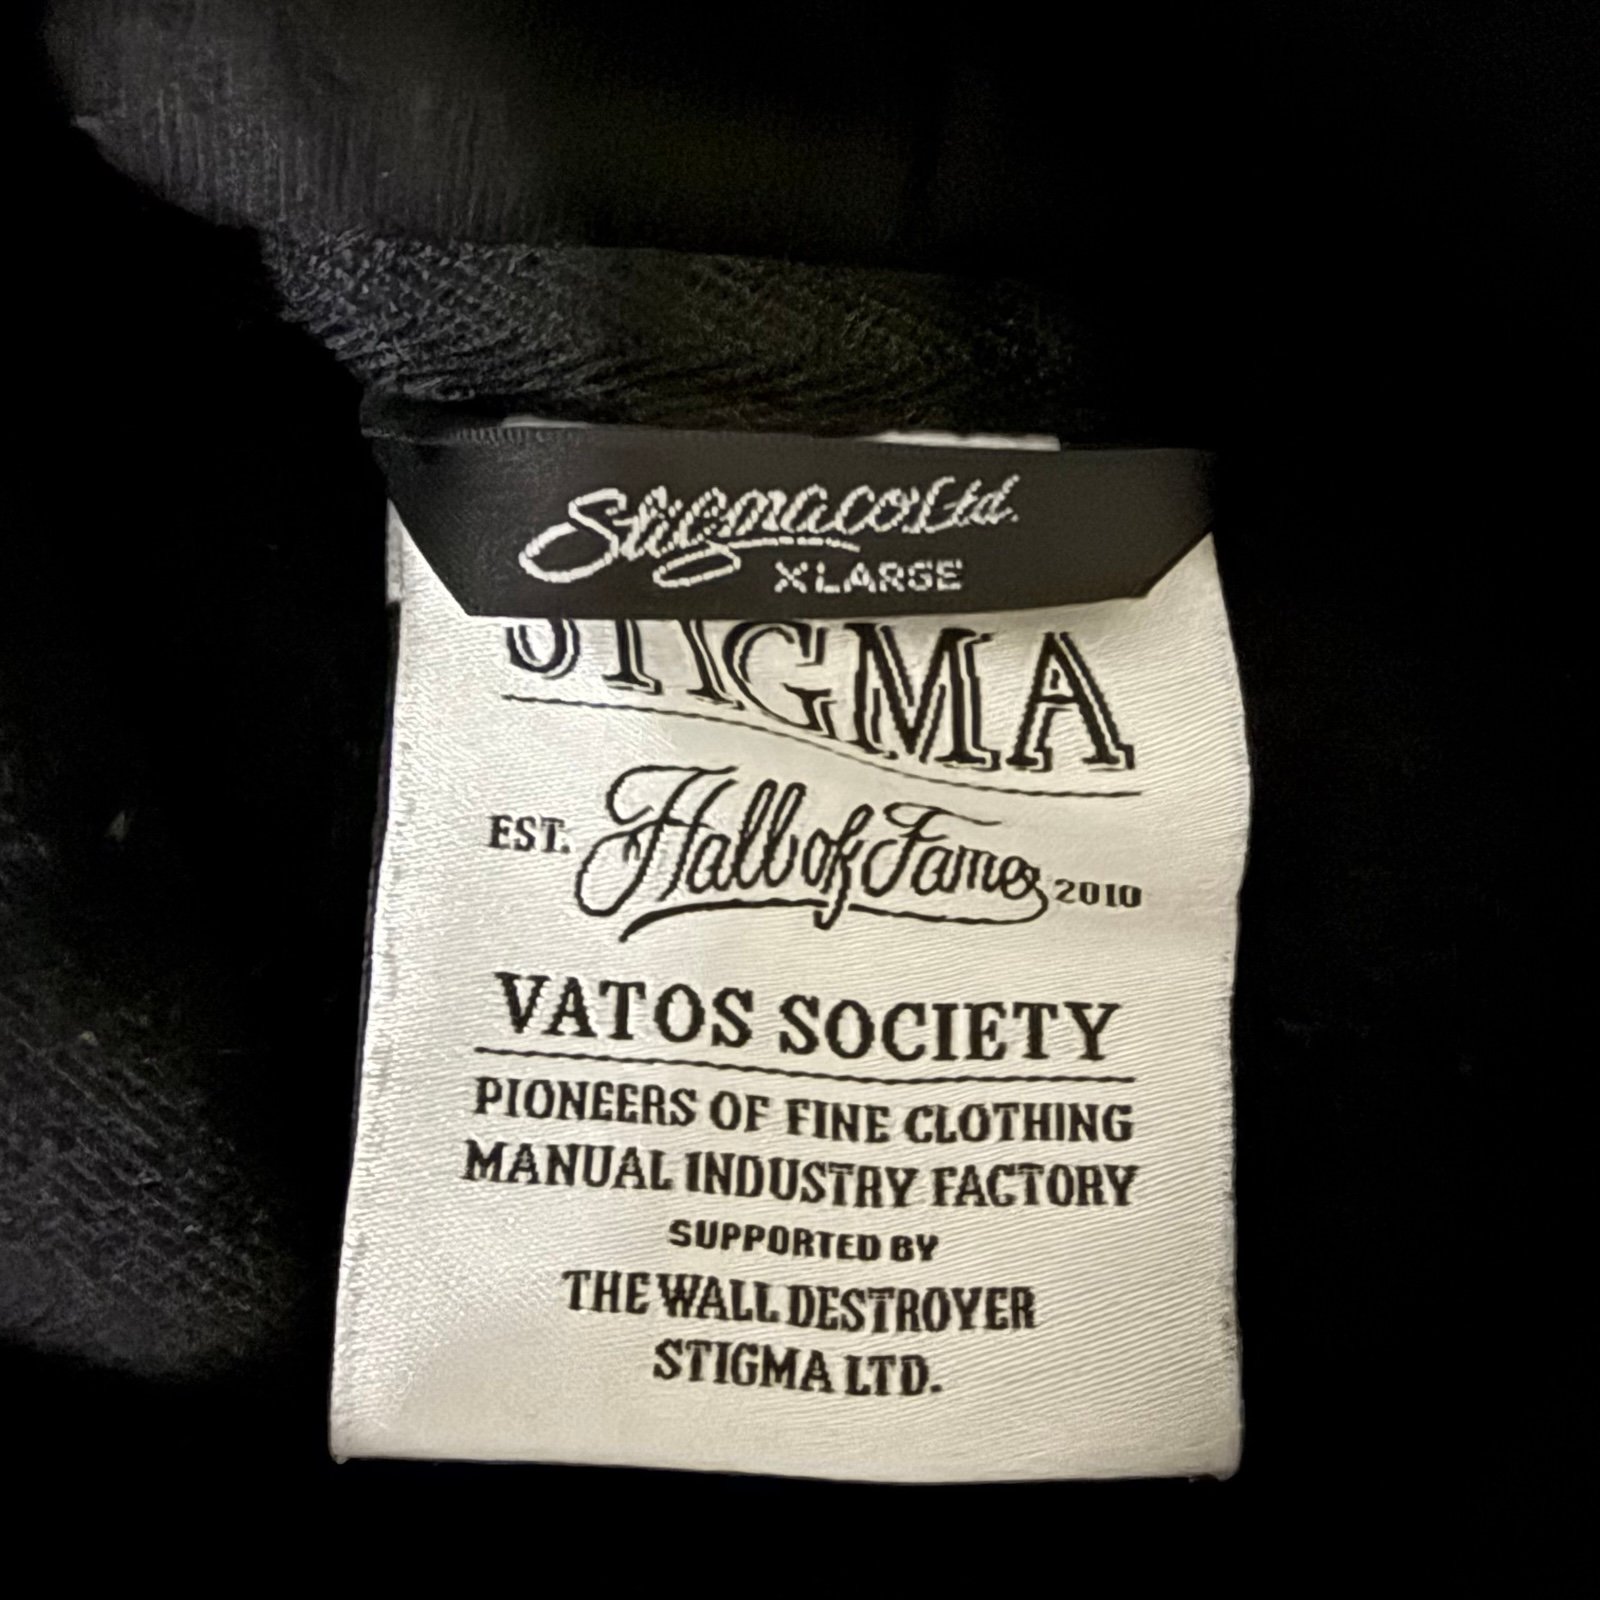 Stigmaco.Ltd.
XLARGE
STIGMA
EST. Hall of Fame 2010
VATOS SOCIETY
PIONEERS OF FINE CLOTHING
MANUAL INDUSTRY FACTORY
SUPPORTED BY
THE WALL DESTROYER
STIGMA LTD.